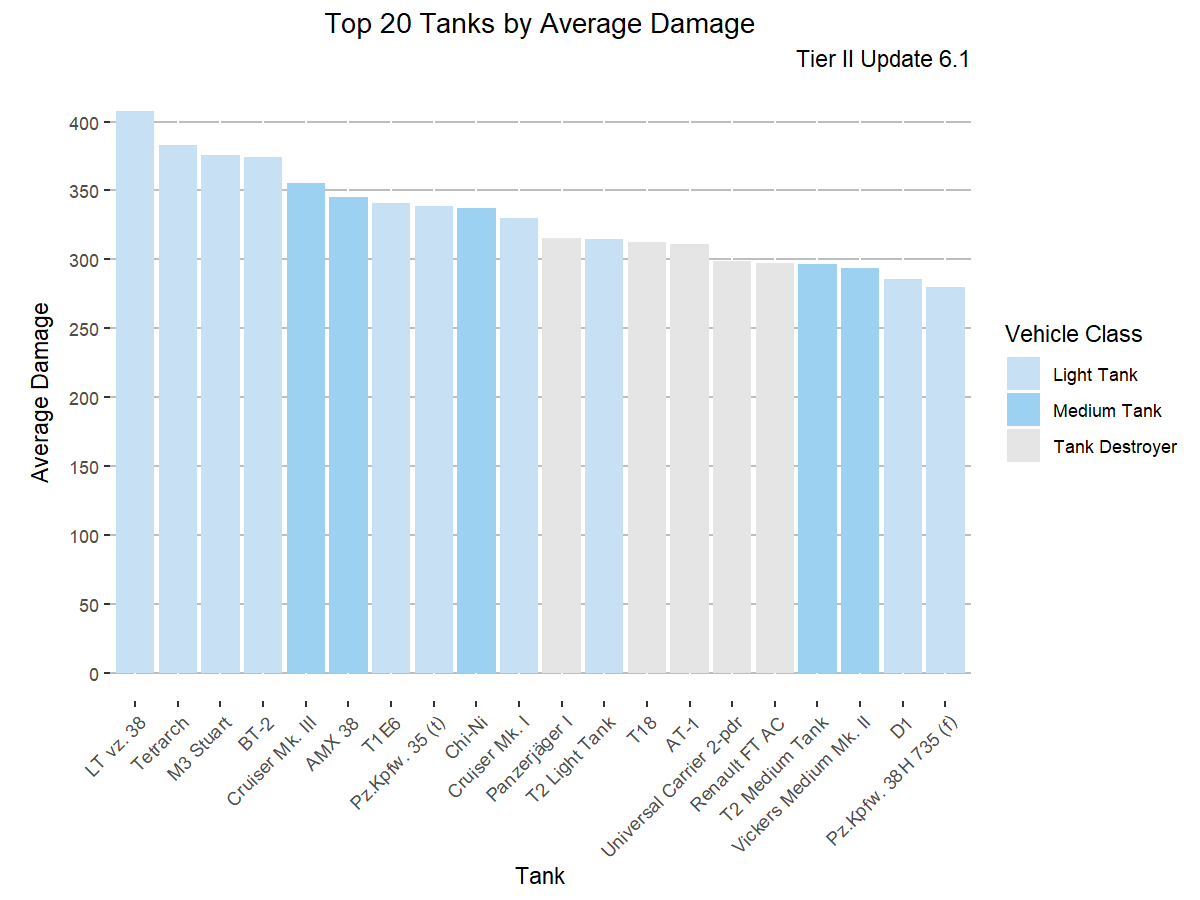 Top 20 Tanks by Average Damage
Tier II Update 6.1
Average Damage
400
350
300
250
200
150
100
50
0
LT vz. 38
Tetrarch
M3 Stuart
BT-2
Cruiser Mk. III
AMX 38
T1E6
Pz.Kpfw. 35 (t)
Chi-Ni
Cruiser Mk. I
Panzerjäger I
T2 Light Tank
T18
AT-1
Universal Carrier 2-pdr
Renault FT AC
T2 Medium Tank
Vickers Medium Mk. II
D1
Pz.Kpfw. 38 H 735 (f)
Tank
Vehicle Class
Light Tank
Medium Tank
Tank Destroyer